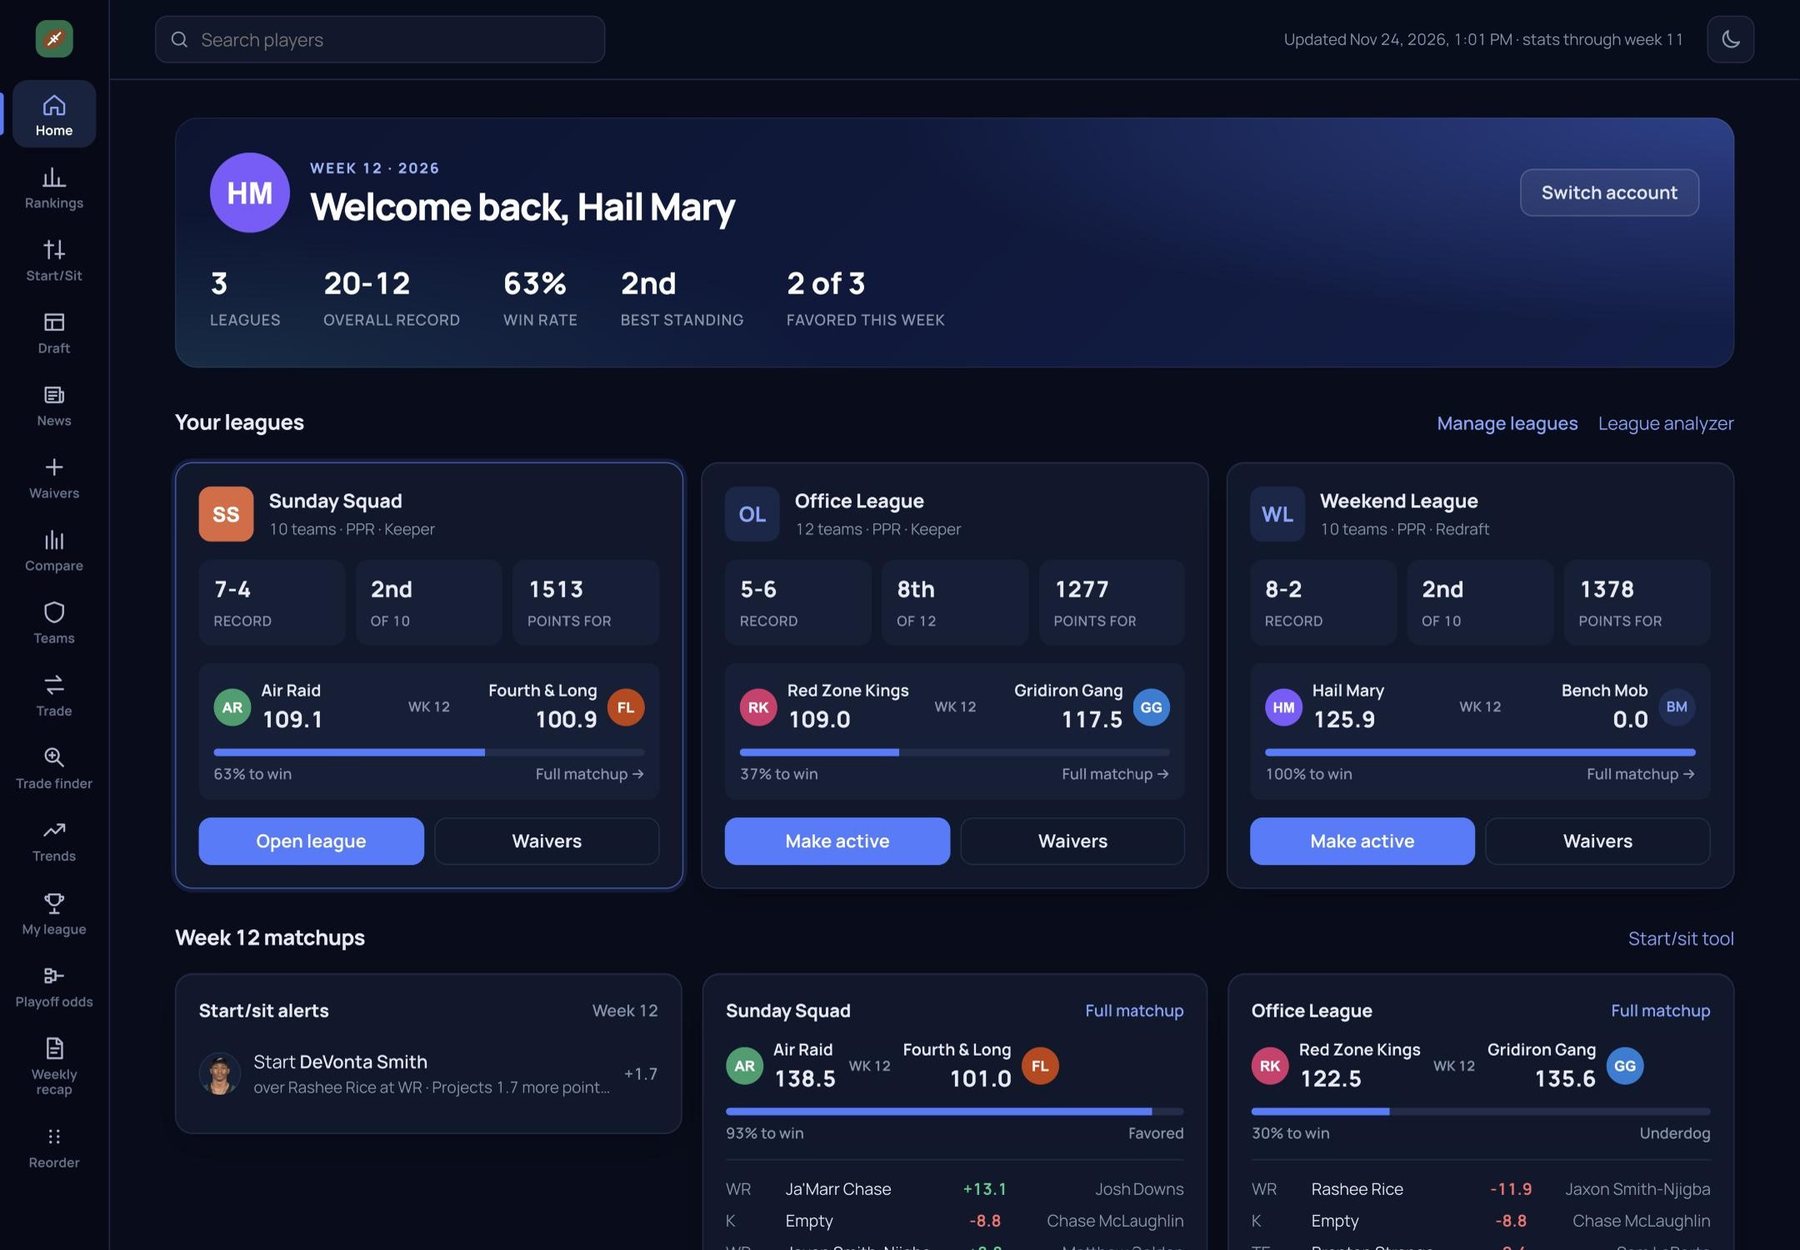 Search players
Updated Nov 24, 2026, 1:01 PM · stats through week 11
Home
Rankings
Start/Sit
Draft
News
Waivers
Compare
Teams
Trade
Trade finder
Trends
My league
Playoff odds
Weekly
recap
Reorder
HM
WEEK 12 · 2026
Welcome back, Hail Mary
Switch account
3
LEAGUES
20-12
OVERALL RECORD
63%
WIN RATE
2nd
BEST STANDING
2 of 3
FAVORED THIS WEEK
Your leagues
Manage leagues
League analyzer
SS
Sunday Squad
10 teams · PPR · Keeper
7-4
RECORD
2nd
OF 10
1513
POINTS FOR
AR
Air Raid
109.1
WK 12
Fourth & Long
100.9
FL
63% to win
Full matchup →
Open league
Waivers
OL
Office League
12 teams · PPR · Keeper
5-6
RECORD
8th
OF 12
1277
POINTS FOR
RK
Red Zone Kings
109.0
WK 12
Gridiron Gang
117.5
GG
37% to win
Full matchup →
Make active
Waivers
WL
Weekend League
10 teams · PPR · Redraft
8-2
RECORD
2nd
OF 10
1378
POINTS FOR
HM
Hail Mary
125.9
WK 12
Bench Mob
0.0
BM
100% to win
Full matchup →
Make active
Waivers
Week 12 matchups
Start/sit tool
Start/sit alerts
Week 12
Start DeVonta Smith
over Rashee Rice at WR · Projects 1.7 more point...
+1.7
Sunday Squad
Full matchup
AR
Air Raid
138.5
WK 12
Fourth & Long
101.0
FL
93% to win
Favored
WR Ja'Marr Chase +13.1 Josh Downs
K Empty -8.8 Chase McLaughlin
Office League
Full matchup
RK
Red Zone Kings
122.5
WK 12
Gridiron Gang
135.6
GG
30% to win
Underdog
WR Rashee Rice -11.9 Jaxon Smith-Njigba
K Empty -8.8 Chase McLaughlin